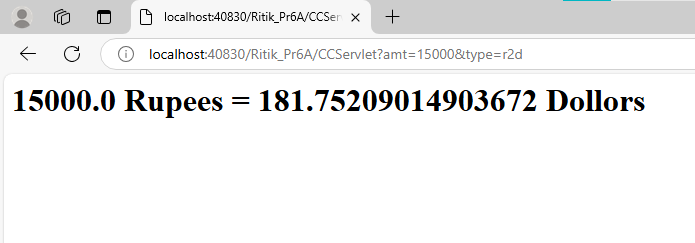 localhost:40830/Ritik_Pr6A/CCSer
localhost:40830/Ritik_Pr6A/CCServlet?amt=15000&type=r2d
15000.0 Rupees = 181.75209014903672 Dollors